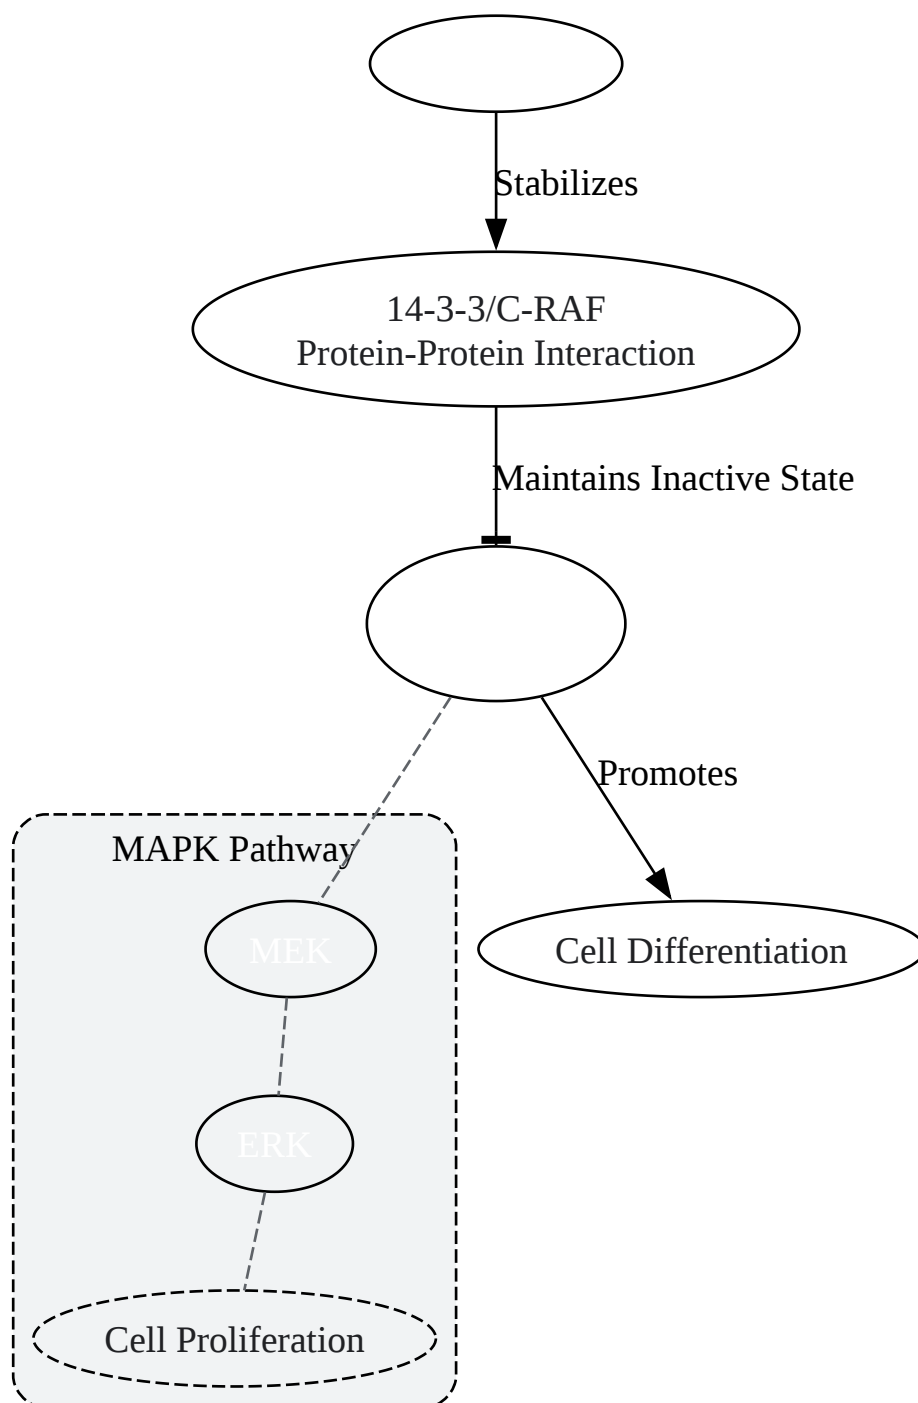 Stabilizes
14-3-3/C-RAF
Protein-Protein Interaction
Maintains Inactive State
Promotes
MAPK Pathway
MEK
Cell Differentiation
ERK
Cell Proliferation